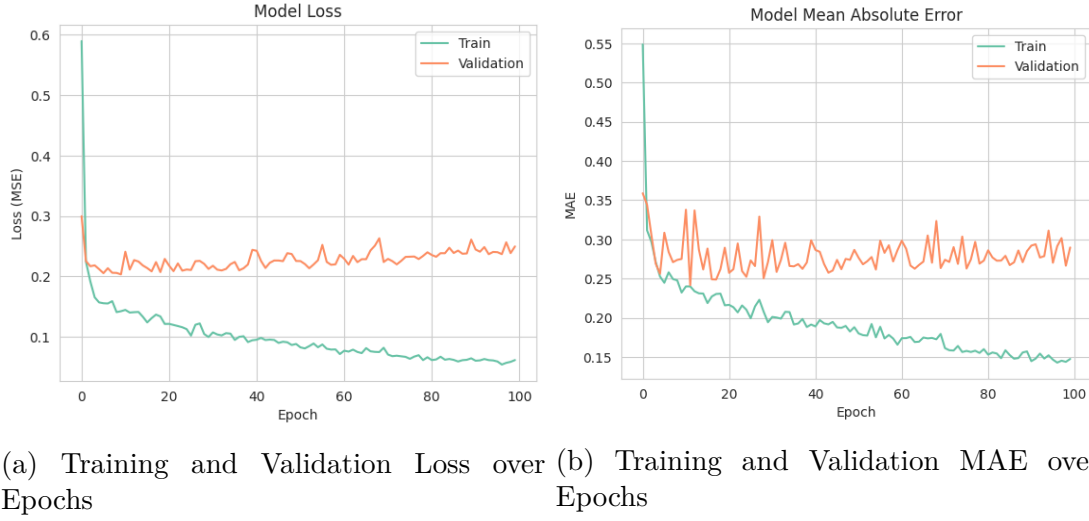 Model Loss
0.6
0.5
0.4
0.3
0.2
0.1
Loss (MSE)
Train
Validation
0
20
40
60
80
100
Epoch
Model Mean Absolute Error
0.55
0.50
0.45
0.40
0.35
0.30
0.25
0.20
0.15
MAE
Train
Validation
0
20
40
60
80
100
Epoch
(a) Training and Validation Loss over
Epochs
(b) Training and Validation MAE ove
Epochs